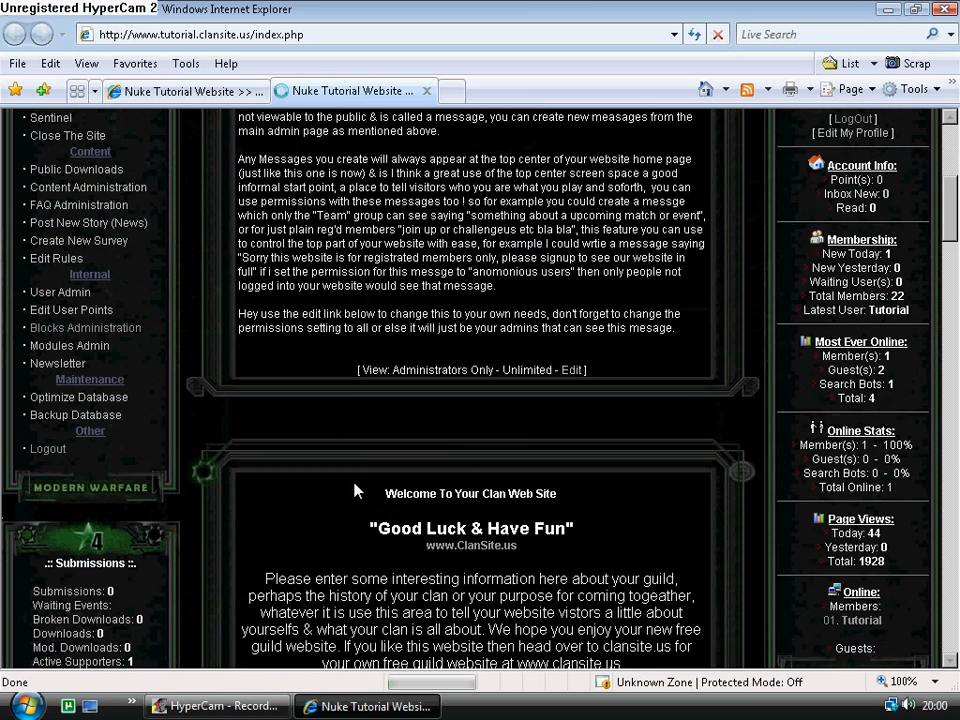 Unregistered HyperCam 2
Windows Internet Explorer
http://www.tutorial.clansite.us/index.php
Live Search
File Edit View Favorites Tools Help
List Scrap
Nuke Tutorial Website >> ...
Nuke Tutorial Website ...
Page Tools
Sentinel
Close The Site
Content
Public Downloads
Content Administration
FAQ Administration
Post New Story (News)
Create New Survey
Edit Rules
Internal
User Admin
Edit User Points
Blocks Administration
Modules Admin
Newsletter
Maintenance
Optimize Database
Backup Database
Other
Logout
MODERN WARFARE
4
.:: Submissions ::.
Submissions: 0
Waiting Events:
Broken Downloads: 0
Downloads: 0
Mod. Downloads: 0
Active Supporters: 1
not viewable to the public & is called a message, you can create new meassages from the
main admin page as mentioned above.
Any Messages you create will always appear at the top center of your website home page
(just like this one is now) & is I think a great use of the top center screen space a good
informal start point, a place to tell visitors who you are what you play and soforth, you can
use permissions with these messages too ! so for example you could create a messge
which only the "Team" group can see saying "something about a upcoming match or event",
or for just plain reg'd members "join up or challengeus etc bla bla", this feature you can use
to control the top part of your website with ease, for example I could wrtie a message saying
"Sorry this website is for registrated members only, please signup to see our website in
full" if i set the permission for this messge to "anomonious users" then only people not
logged into your website would see that message.
Hey use the edit link below to change this to your own needs, don't forget to change the
permissions setting to all or else it will just be your admins that can see this mesage.
[ View: Administrators Only - Unlimited - Edit ]
Welcome To Your Clan Web Site
"Good Luck & Have Fun"
www.ClanSite.us
Please enter some interesting information here about your guild,
perhaps the history of your clan or your purpose for coming togeather,
whatever it is use this area to tell your website vistors a little about
yourselfs & what your clan is all about. We hope you enjoy your new free
guild website. If you like this website then head over to clansite.us for
your own free guild website at www.clansite.us
[ LogOut ]
[ Edit My Profile ]
Account Info:
Point(s): 0
Inbox New: 0
Read: 0
Membership:
New Today: 1
New Yesterday: 0
Waiting User(s): 0
Total Members: 22
Latest User: Tutorial
Most Ever Online:
Member(s): 1
Guest(s): 2
Search Bots: 1
Total: 4
Online Stats:
Member(s): 1 - 100%
Guest(s): 0 - 0%
Search Bots: 0 - 0%
Total Online: 1
Page Views:
Today: 44
Yesterday: 0
Total: 1928
Online:
Members:
01. Tutorial
Guests:
Done
Unknown Zone | Protected Mode: Off
100%
HyperCam - Record...
Nuke Tutorial Websi...
20:00